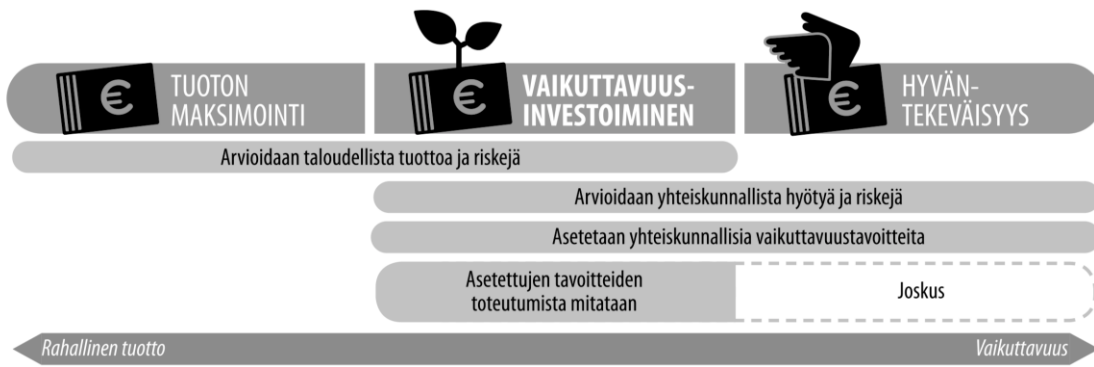 TUOTON
MAKSIMOINTI
VAIKUTTAVUUS-
INVESTOIMINEN
HYVÄN-
TEKEVÄISYYS
Arvioidaan taloudellista tuottoa ja riskejä
Arvioidaan yhteiskunnallista hyötyä ja riskejä
Asetetaan yhteiskunnallisia vaikuttavuustavoitteita
Asetettujen tavoitteiden
toteutumista mitataan
Joskus
Rahallinen tuotto
Vaikuttavuus